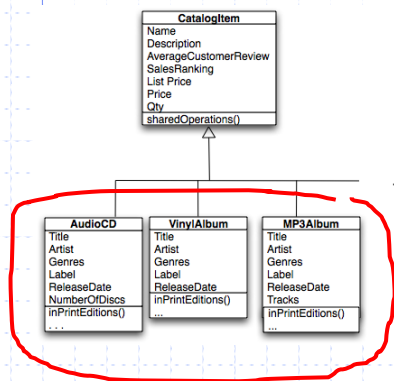 CatalogItem
Name
Description
AverageCustomerReview
SalesRanking
List Price
Price
Qty
sharedOperations()
AudioCD
Title
Artist
Genres
Label
ReleaseDate
NumberOfDiscs
inPrintEditions()
. . .
VinylAlbum
Title
Artist
Genres
Label
ReleaseDate
inPrintEditions()
...
MP3Album
Title
Artist
Genres
Label
ReleaseDate
Tracks
inPrintEditions()
...